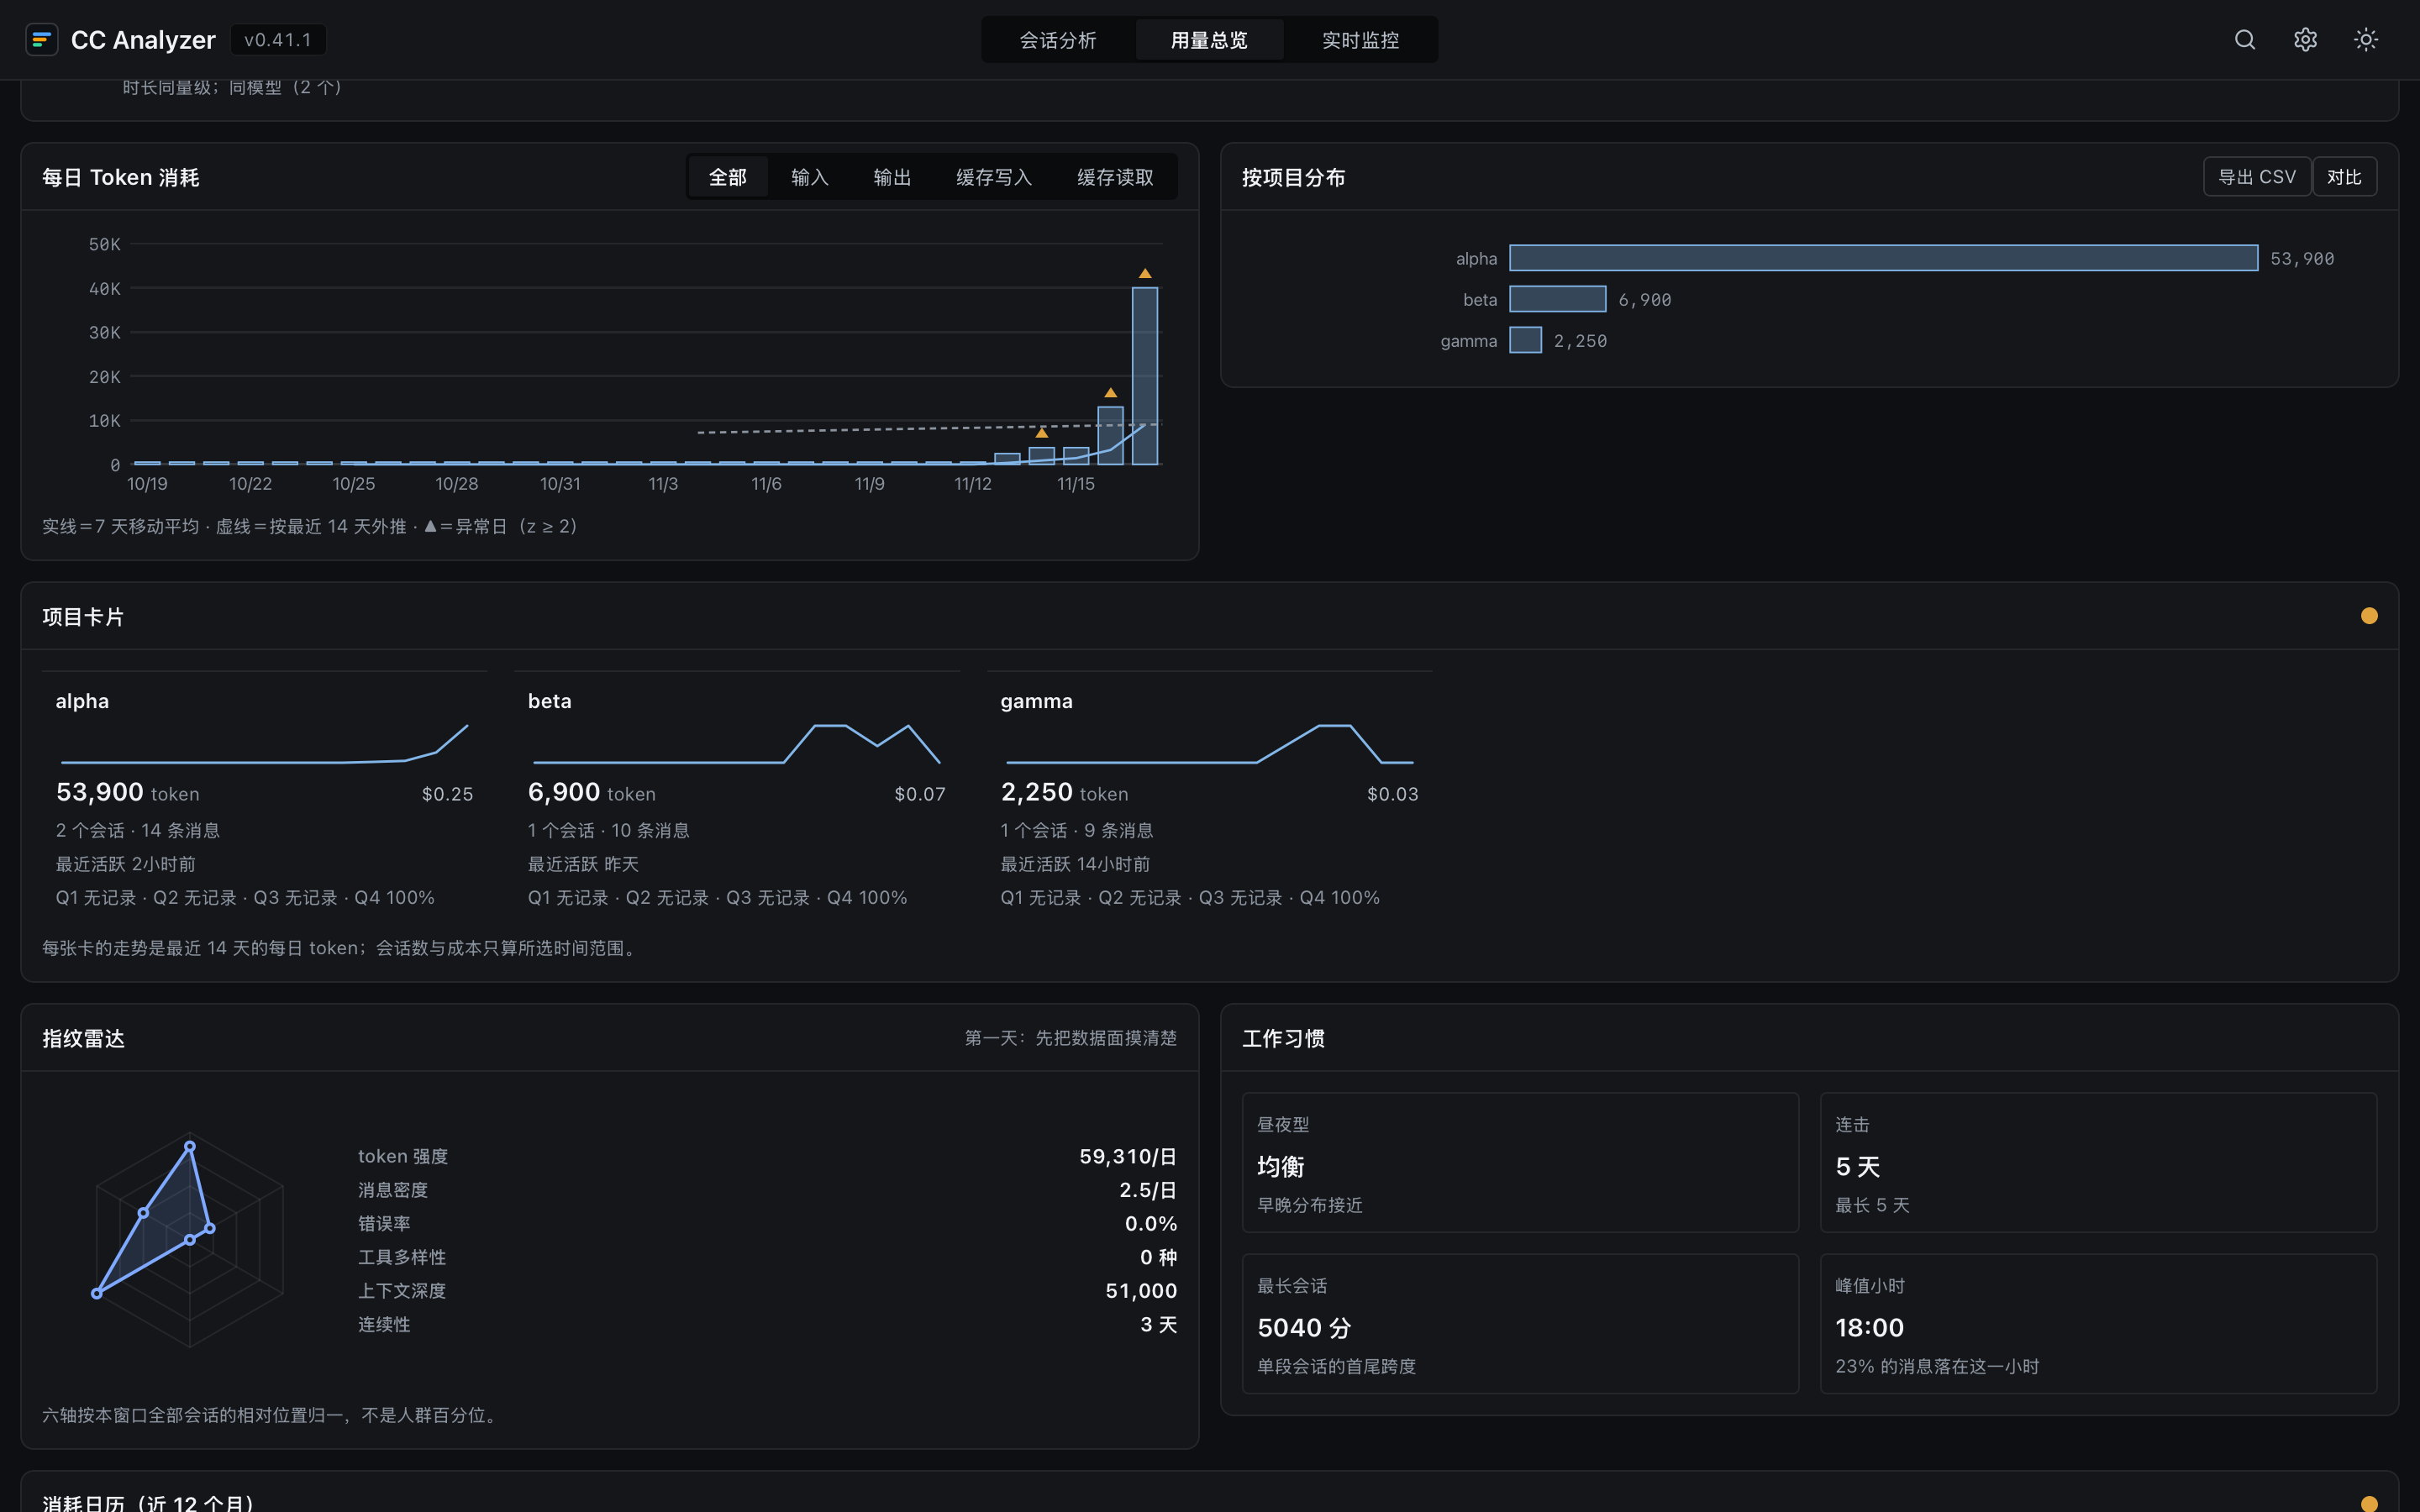 CC Analyzer v0.41.1 会话分析 用量总览 实时监控
时长同量级；同模型（2 个）
每日 Token 消耗 全部 输入 输出 缓存写入 缓存读取
50K
40K
30K
20K
10K
0
10/19 10/22 10/25 10/28 10/31 11/3 11/6 11/9 11/12 11/15
实线＝7 天移动平均 · 虚线＝按最近 14 天外推 · ▲＝异常日（z ≥ 2）
按项目分布 导出 CSV 对比
alpha 53,900
beta 6,900
gamma 2,250
项目卡片
alpha
53,900 token $0.25
2 个会话 · 14 条消息
最近活跃 2小时前
Q1 无记录 · Q2 无记录 · Q3 无记录 · Q4 100%
beta
6,900 token $0.07
1 个会话 · 10 条消息
最近活跃 昨天
Q1 无记录 · Q2 无记录 · Q3 无记录 · Q4 100%
gamma
2,250 token $0.03
1 个会话 · 9 条消息
最近活跃 14小时前
Q1 无记录 · Q2 无记录 · Q3 无记录 · Q4 100%
每张卡的走势是最近 14 天的每日 token；会话数与成本只算所选时间范围。
指纹雷达 第一天：先把数据面摸清楚
token 强度 59,310/日
消息密度 2.5/日
错误率 0.0%
工具多样性 0 种
上下文深度 51,000
连续性 3 天
六轴按本窗口全部会话的相对位置归一，不是人群百分位。
工作习惯
昼夜型
均衡
早晚分布接近
连击
5 天
最长 5 天
最长会话
5040 分
单段会话的首尾跨度
峰值小时
18:00
23% 的消息落在这一小时
消耗日历（近 12 个月）